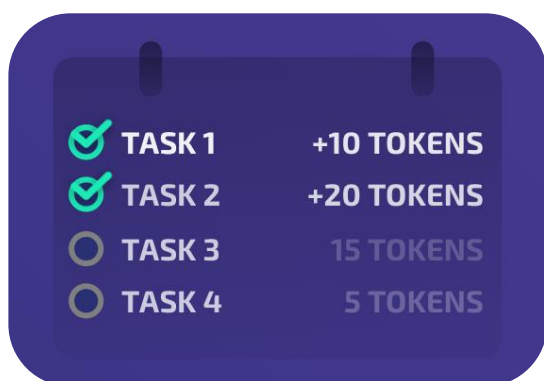 TASK 1 +10 TOKENS
TASK 2 +20 TOKENS
TASK 3 15 TOKENS
TASK 4 5 TOKENS